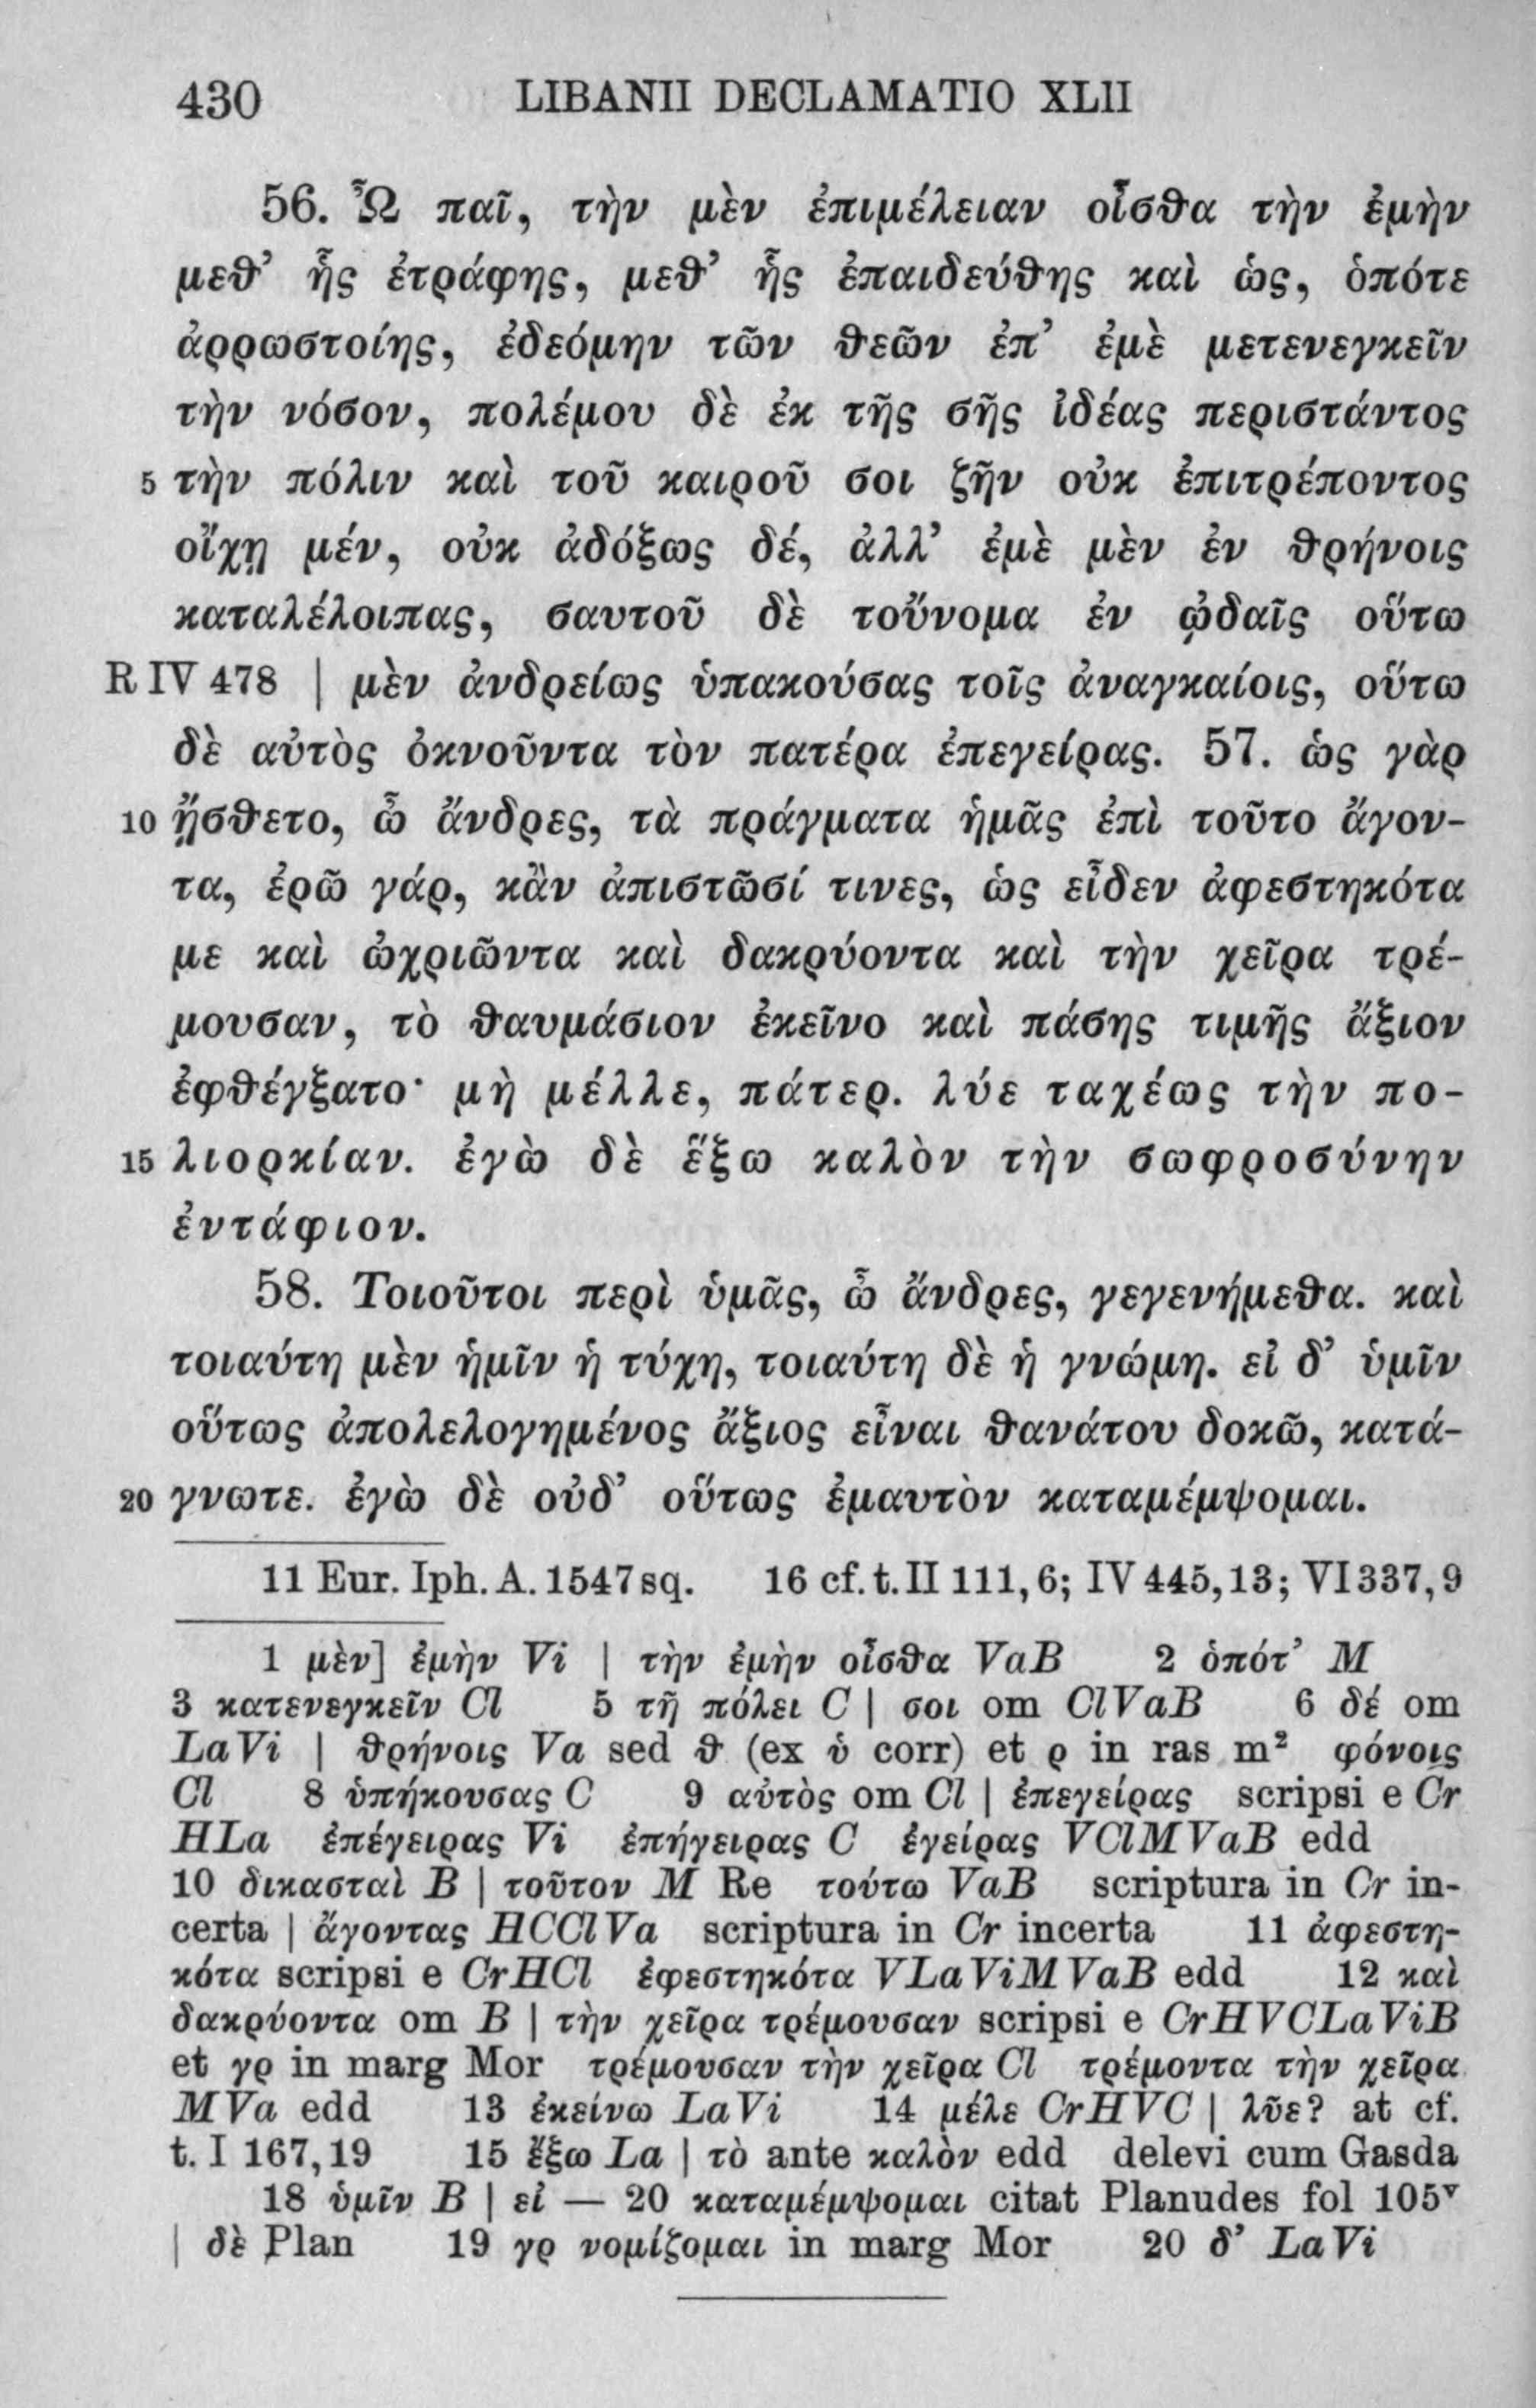 430 LIBANII DECLAMATIO XLII
56. Ὦ παῖ, τὴν μὲν ἐπιμέλειαν οἶσθα τὴν ἐμὴν
μεθ’ ἧς ἐτράφης, μεθ’ ἧς ἐπαιδεύθης καὶ ὡς, ὁπότε
ἀρρωστοίης, ἐδεόμην τῶν θεῶν ἐπ’ ἐμὲ μετενεγκεῖν
τὴν νόσον, πολέμου δὲ ἐκ τῆς σῆς ἰδέας περιστάντος
5 τὴν πόλιν καὶ τοῦ καιροῦ σοι ζῆν οὐκ ἐπιτρέποντος
οἴχῃ μέν, οὐκ ἀδόξως δέ, ἀλλ’ ἐμὲ μὲν ἐν θρήνοις
καταλέλοιπας, σαυτοῦ δὲ τοὔνομα ἐν ᾠδαῖς οὕτω
R IV 478 | μὲν ἀνδρείως ὑπακούσας τοῖς ἀναγκαίοις, οὕτω
δὲ αὐτὸς ὀκνοῦντα τὸν πατέρα ἐπεγείρας. 57. ὡς γὰρ
10 ᾔσθετο, ὦ ἄνδρες, τὰ πράγματα ἡμᾶς ἐπὶ τοῦτο ἄγον-
τα, ἐρῶ γάρ, κἂν ἀπιστῶσί τινες, ὡς εἶδεν ἀφεστηκότα
με καὶ ὠχριῶντα καὶ δακρύοντα καὶ τὴν χεῖρα τρέ-
μουσαν, τὸ θαυμάσιον ἐκεῖνο καὶ πάσης τιμῆς ἄξιον
ἐφθέγξατο· μὴ μέλλε, πάτερ. λύε ταχέως τὴν πο-
15 λιορκίαν. ἐγὼ δὲ ἕξω καλὸν τὴν σωφροσύνην
ἐντάφιον.
58. Τοιοῦτοι περὶ ὑμᾶς, ὦ ἄνδρες, γεγενήμεθα. καὶ
τοιαύτη μὲν ἡμῖν ἡ τύχη, τοιαύτη δὲ ἡ γνώμη. εἰ δ’ ὑμῖν
οὕτως ἀπολελογημένος ἄξιος εἶναι θανάτου δοκῶ, κατά-
20 γνωτε. ἐγὼ δὲ οὐδ’ οὕτως ἐμαυτὸν καταμέμψομαι.
11 Eur. Iph. A. 1547 sq. 16 cf. t. II 111, 6; IV 445, 13; VI 337, 9
1 μὲν] ἐμὴν Vi | τὴν ἐμὴν οἶσθα VaB 2 ὁπότ’ M
3 κατενεγκεῖν Cl 5 τῇ πόλει C | σοι om ClVaB 6 δέ om
LaVi | θρήνοις Va sed θ (ex ὑ corr) et ρ in ras m² φόνοις
Cl 8 ὑπήκουσας C 9 αὐτὸς om Cl | ἐπεγείρας scripsi e Cr
HLa ἐπέγειρας Vi ἐπήγειρας C ἐγείρας VClMVaB edd
10 δικασταὶ B | τοῦτον M Re τούτω VaB scriptura in Cr in-
certa | ἄγοντας HCClVa scriptura in Cr incerta 11 ἀφεστη-
κότα scripsi e CrHCl ἐφεστηκότα VLaViMVaB edd 12 καὶ
δακρύοντα om B | τὴν χεῖρα τρέμουσαν scripsi e CrHVCLaViB
et γρ in marg Mor τρέμουσαν τὴν χεῖρα Cl τρέμοντα τὴν χεῖρα
MVa edd 13 ἐκείνω LaVi 14 μέλε CrHVC | λῦε? at cf.
t. I 167, 19 15 ἔξω La | τὸ ante καλὸν edd delevi cum Gasda
18 ὑμῖν B | εἰ — 20 καταμέμψομαι citat Planudes fol 105ᵛ
| δὲ Plan 19 γρ νομίζομαι in marg Mor 20 δ’ LaVi